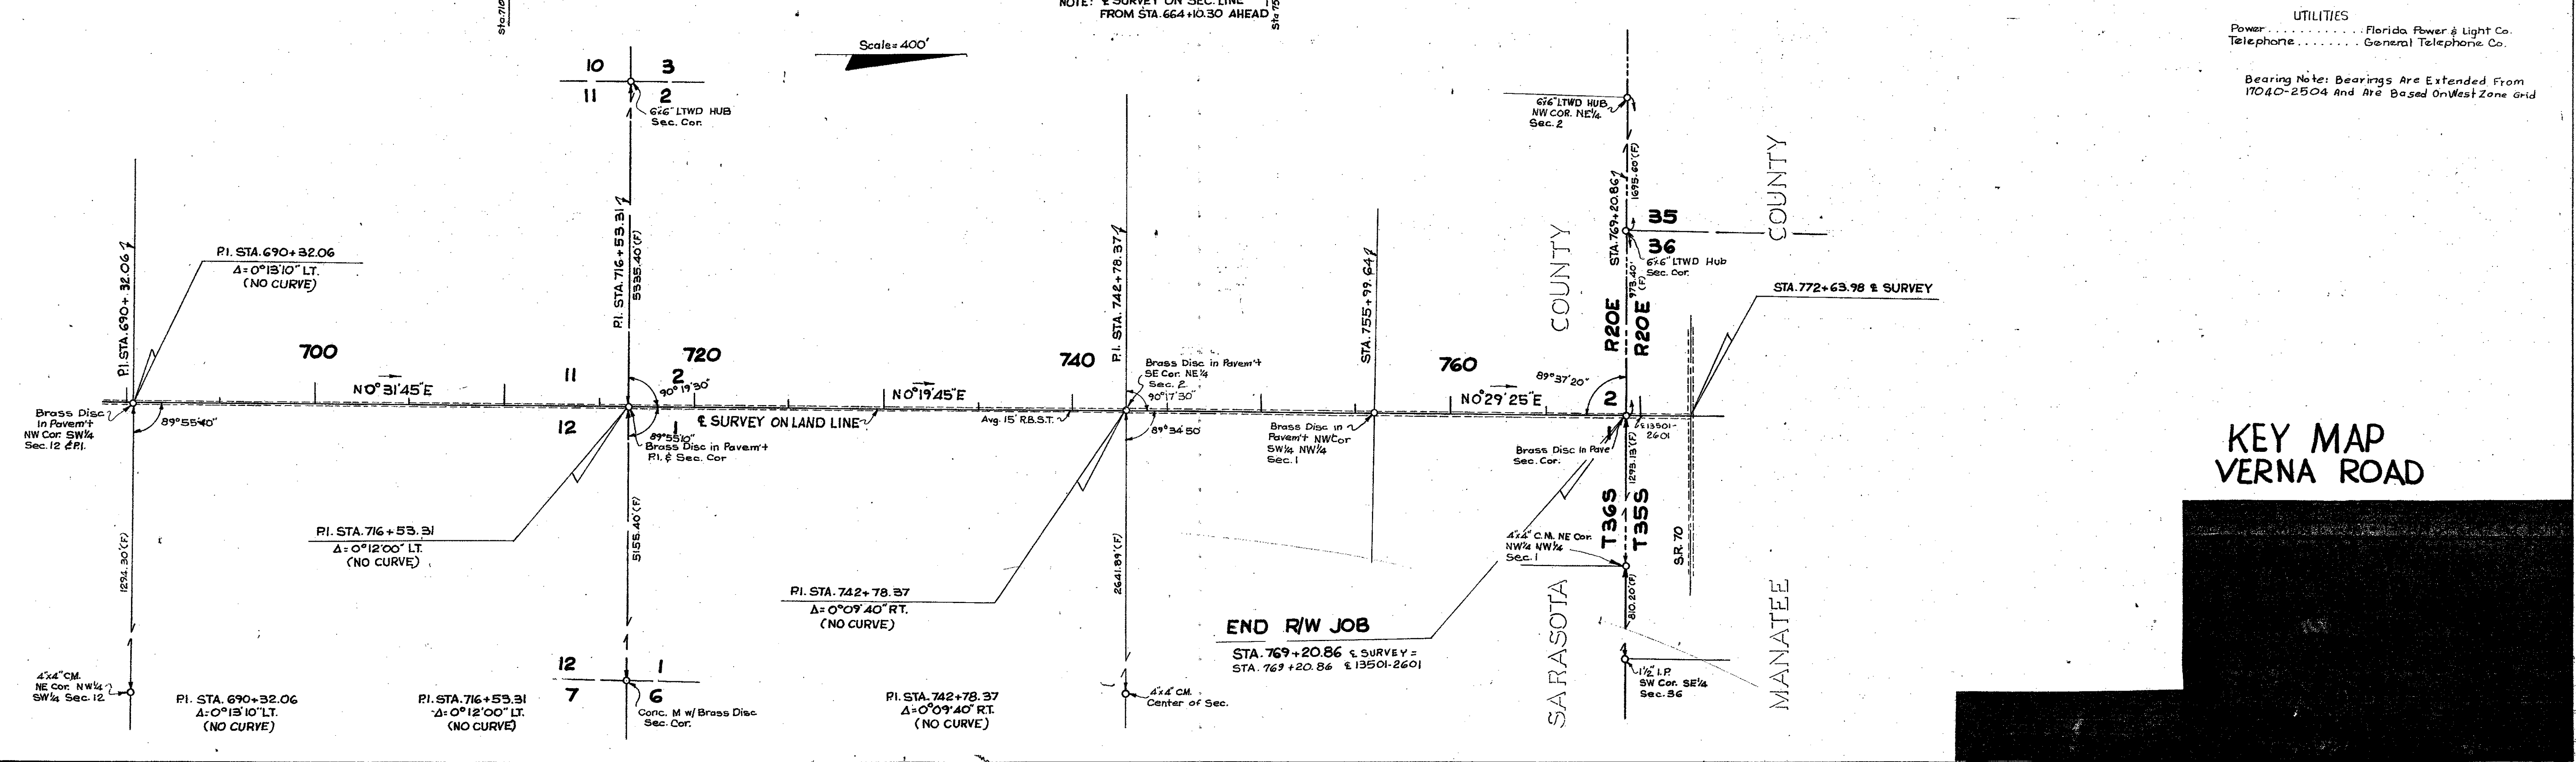 Sta.710
NOTE: ℄ SURVEY ON SEC. LINE
FROM STA. 664+10.30 AHEAD
Scale = 400'
UTILITIES
Power . . . . . . . . . . . . Florida Power & Light Co.
Telephone . . . . . . . . General Telephone Co.
Bearing Note: Bearings Are Extended From
17040-2504 And Are Based On West Zone Grid
10 3
11 2
6"x6" LTWD HUB
Sec. Cor.
6"x6" LTWD HUB
NW COR. NE¼
Sec. 2
COUNTY
COUNTY
STA. 769+20.86
1695.60'(F)
35
36
6"x6" LTWD Hub
Sec. Cor.
973.40'
(F)
R20E
R20E
P.I. STA. 690+32.06
P.I. STA. 690+32.06
Δ=0°13'10" LT.
(NO CURVE)
P.I. STA. 716+53.31
5335.40'(F)
P.I. STA. 742+78.37
STA. 755+99.64
STA. 772+63.98 ℄ SURVEY
700
720
740
760
N0°31'45"E
11
2
90°19'30"
N0°19'45"E
Brass Disc in Pavem't
SE Cor. NE¼
Sec. 2
90°17'30"
N0°29'25"E
89°37'20"
2
Brass Disc
In Pavem't
NW Cor. SW¼
Sec. 12 & P.I.
89°55'40"
12
1
89°55'10"
Brass Disc in Pavem't
P.I. & Sec. Cor
℄ SURVEY ON LAND LINE
Avg. 15' R.B.S.T.
89°34'50"
Brass Disc in
Pavem't NW Cor
SW¼ NW¼
Sec. 1
Brass Disc In Pave
Sec. Cor.
1
℄ 13501-
2601
1293.13'(F)
KEY MAP
VERNA ROAD
P.I. STA. 716+53.31
Δ=0°12'00" LT.
(NO CURVE)
1294.30'(F)
5155.40'(F)
2641.89'(F)
T36S
T35S
4"x4" C.M. NE Cor.
NW¼ NW¼
Sec. 1
S.R. 70
P.I. STA. 742+78.37
Δ=0°09'40" RT.
(NO CURVE)
810.20'(F)
END R/W JOB
STA. 769+20.86 ℄ SURVEY =
STA. 769+20.86 ℄ 13501-2601
SARASOTA
MANATEE
4"x4" CM.
NE Cor. NW¼
SW¼ Sec. 12
P.I. STA. 690+32.06
Δ=0°13'10" LT.
(NO CURVE)
P.I. STA. 716+53.31
Δ=0°12'00" LT.
(NO CURVE)
12 1
7 6
Conc. M w/ Brass Disc
Sec. Cor.
P.I. STA. 742+78.37
Δ=0°09'40" R.T.
(NO CURVE)
4"x4" CM.
Center of Sec.
1½" I.P.
SW Cor. SE¼
Sec. 36